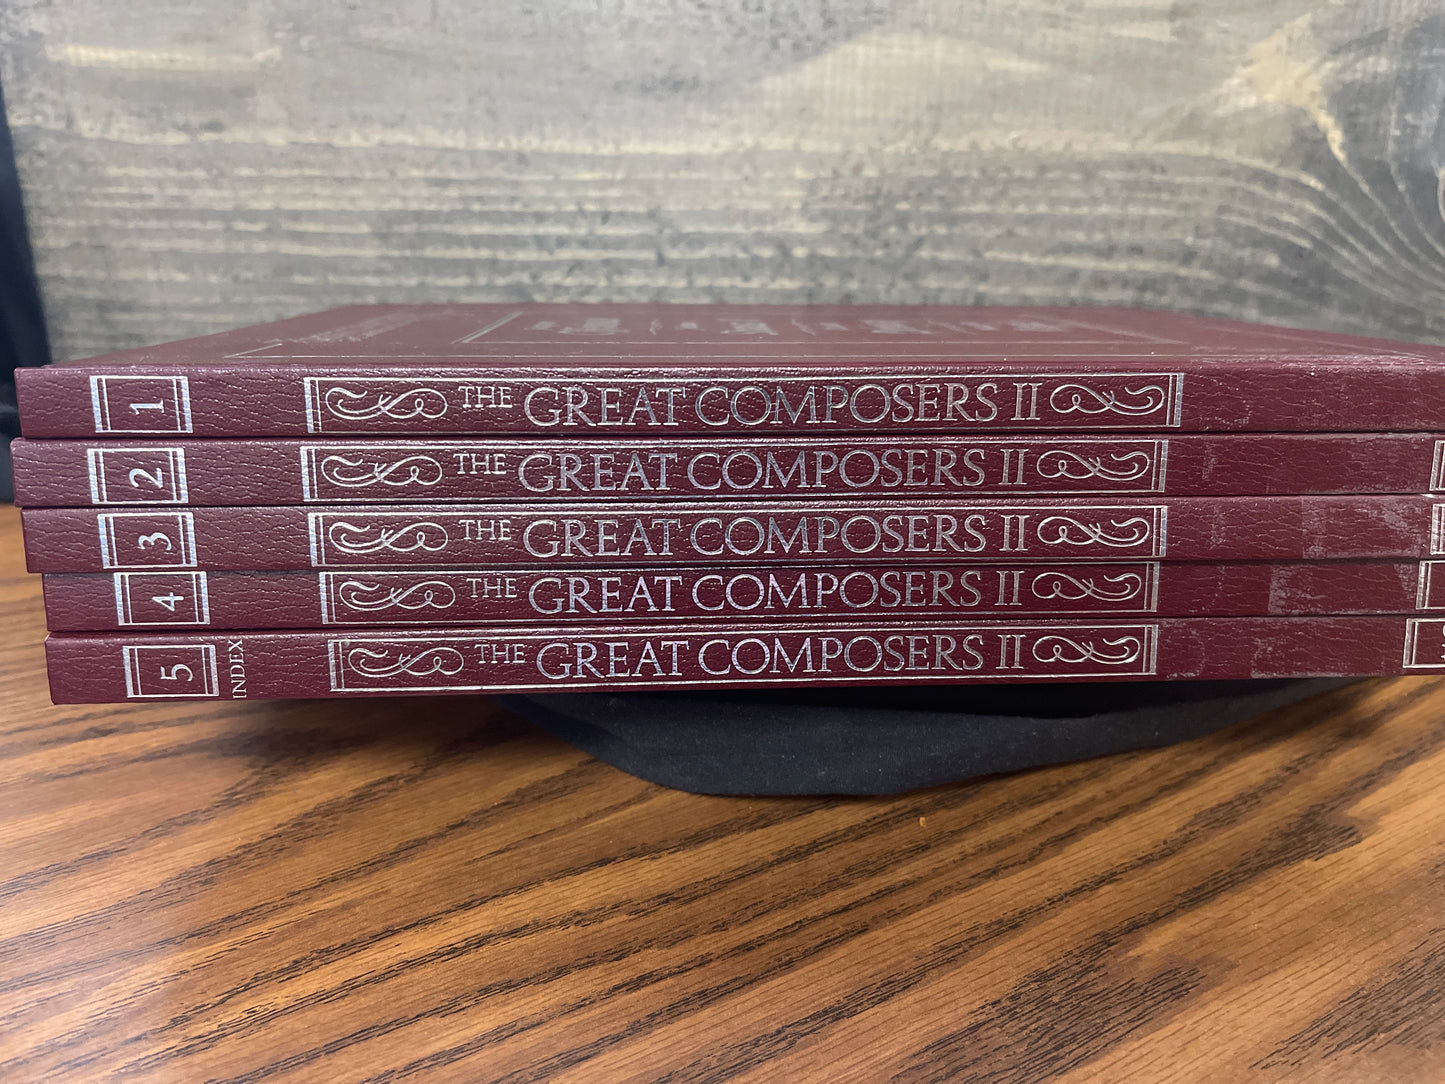 1 THE GREAT COMPOSERS II
2 THE GREAT COMPOSERS II
3 THE GREAT COMPOSERS II
4 THE GREAT COMPOSERS II
5 INDEX THE GREAT COMPOSERS II